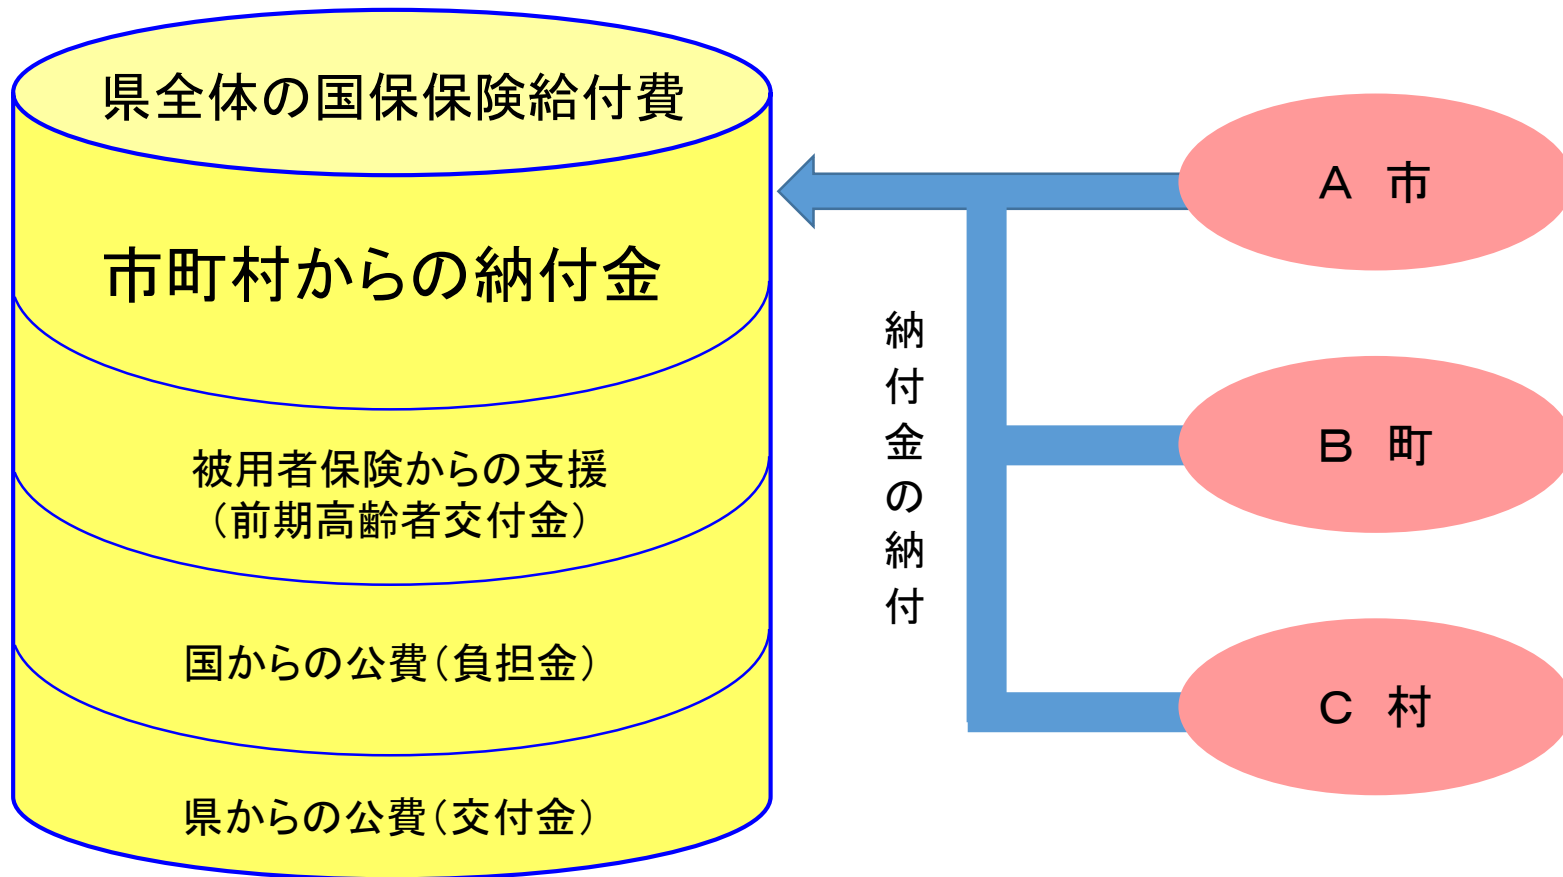 県全体の国保保険給付費
市町村からの納付金
被用者保険からの支援
（前期高齢者交付金）
国からの公費（負担金）
県からの公費（交付金）
納付金の納付
Ａ　市
Ｂ　町
Ｃ　村